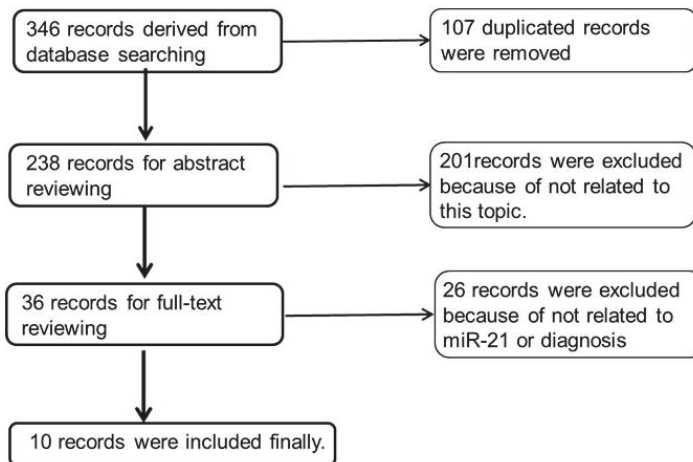 346 records derived from
database searching
107 duplicated records
were removed
238 records for abstract
reviewing
201records were excluded
because of not related to
this topic.
36 records for full-text
reviewing
26 records were excluded
because of not related to
miR-21 or diagnosis
10 records were included finally.